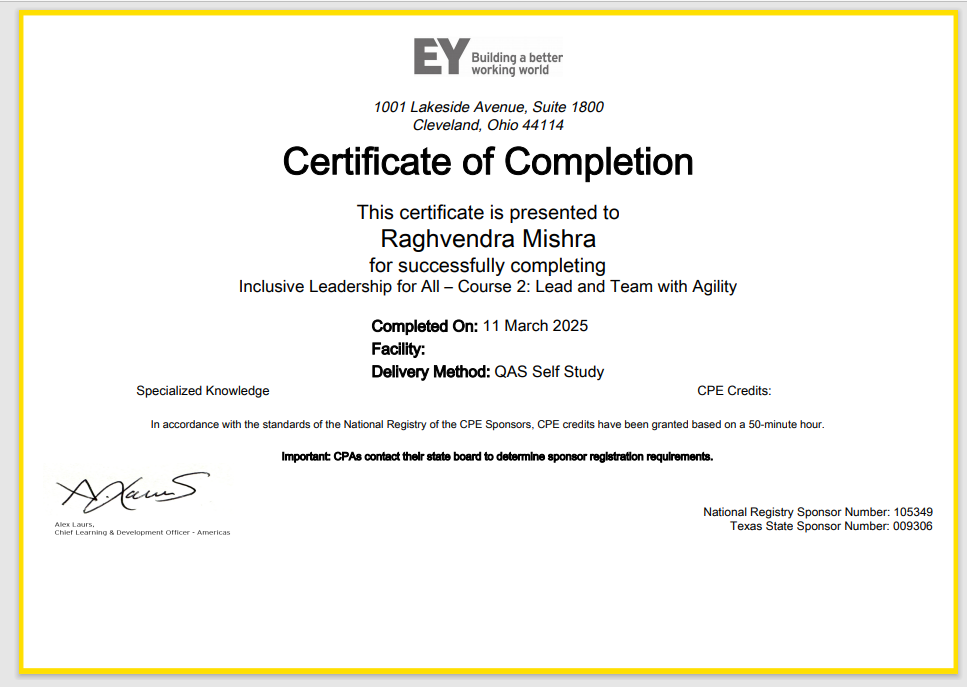 EY Building a better
working world
1001 Lakeside Avenue, Suite 1800
Cleveland, Ohio 44114
Certificate of Completion
This certificate is presented to
Raghvendra Mishra
for successfully completing
Inclusive Leadership for All – Course 2: Lead and Team with Agility
Completed On: 11 March 2025
Facility:
Delivery Method: QAS Self Study
Specialized Knowledge CPE Credits:
In accordance with the standards of the National Registry of the CPE Sponsors, CPE credits have been granted based on a 50-minute hour.
Important: CPAs contact their state board to determine sponsor registration requirements.
Alex Laurs,
Chief Learning & Development Officer - Americas
National Registry Sponsor Number: 105349
Texas State Sponsor Number: 009306